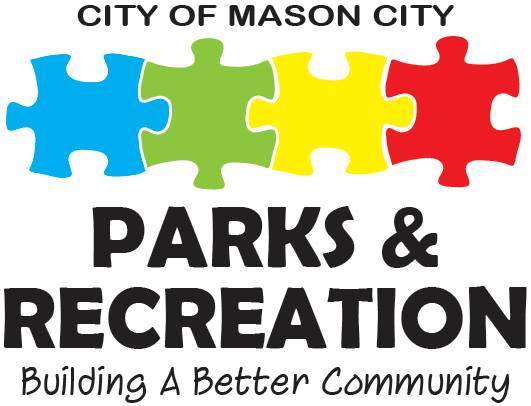 CITY OF MASON CITY
PARKS &
RECREATION
Building A Better Community